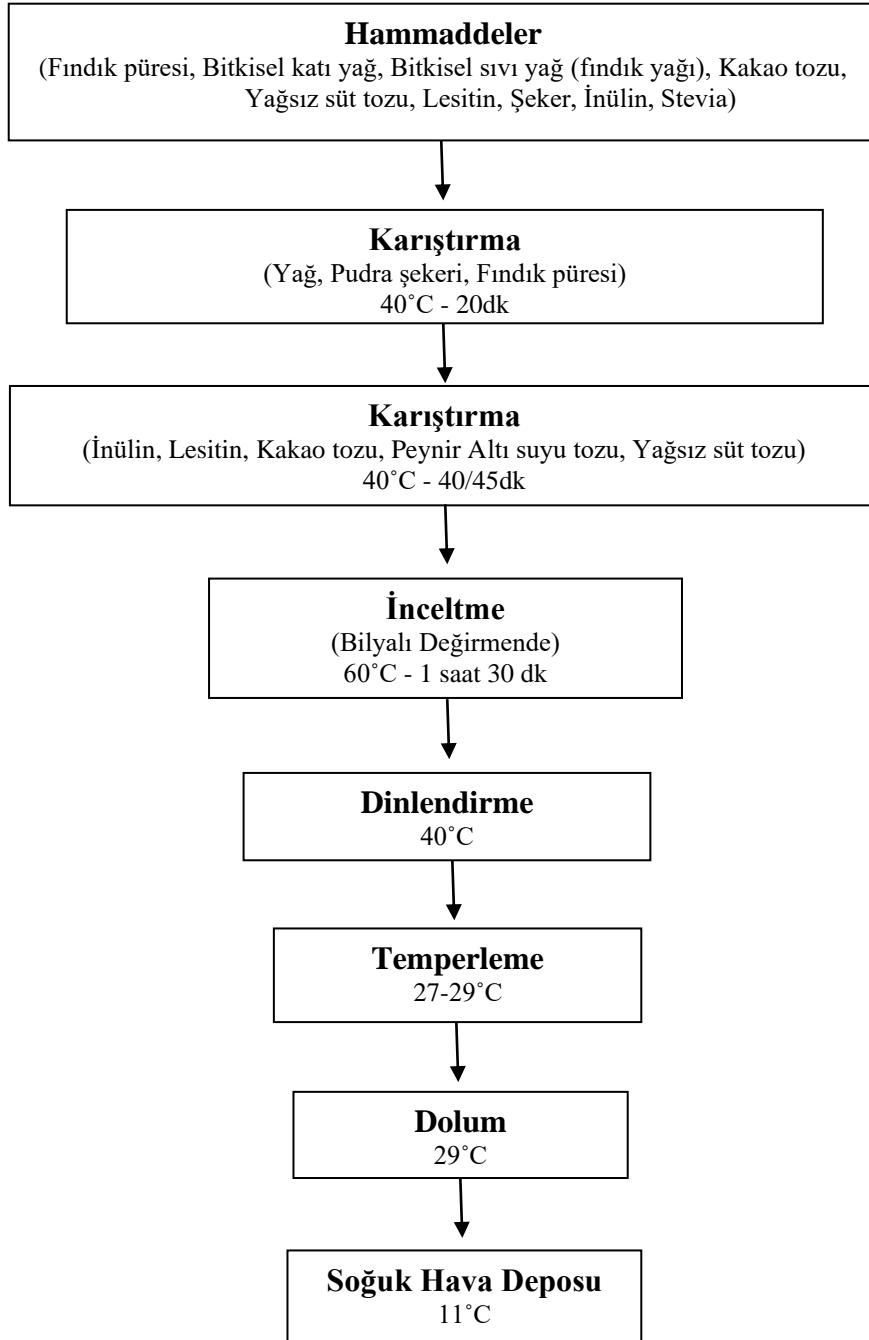 Hammaddeler
(Fındık püresi, Bitkisel katı yağ, Bitkisel sıvı yağ (fındık yağı), Kakao tozu,
Yağsız süt tozu, Lesitin, Şeker, İnülin, Stevia)
Karıştırma
(Yağ, Pudra şekeri, Fındık püresi)
40˚C - 20dk
Karıştırma
(İnülin, Lesitin, Kakao tozu, Peynir Altı suyu tozu, Yağsız süt tozu)
40˚C - 40/45dk
İnceltme
(Bilyalı Değirmende)
60˚C - 1 saat 30 dk
Dinlendirme
40˚C
Temperleme
27-29˚C
Dolum
29˚C
Soğuk Hava Deposu
11˚C